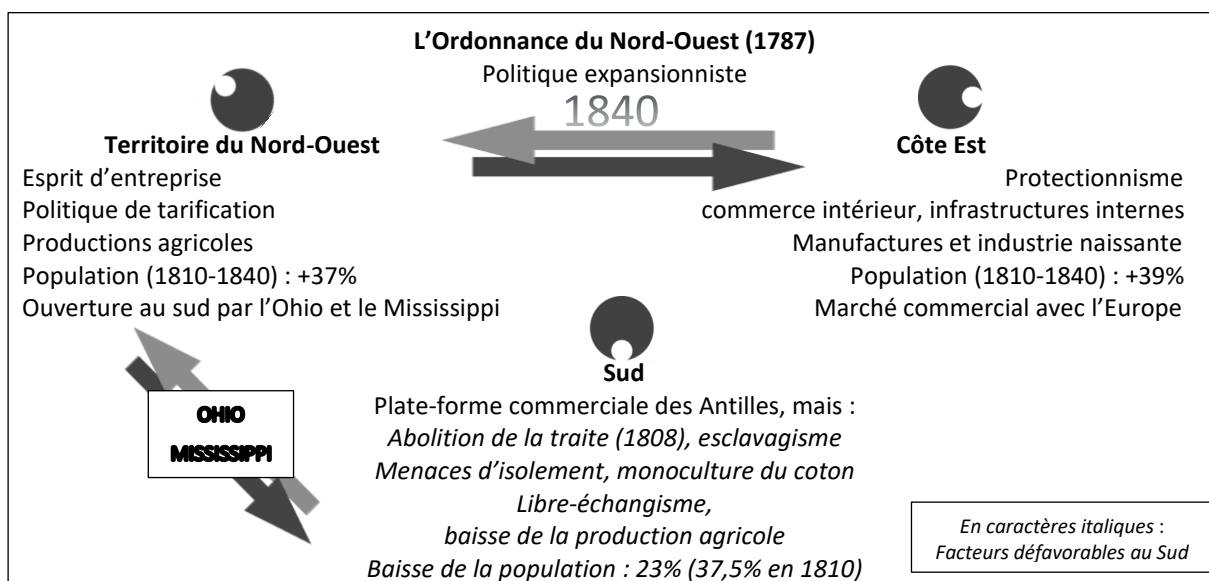 L’Ordonnance du Nord-Ouest (1787)
Politique expansionniste
1840
Territoire du Nord-Ouest
Esprit d’entreprise
Politique de tarification
Productions agricoles
Population (1810-1840) : +37%
Ouverture au sud par l’Ohio et le Mississippi
Côte Est
Protectionnisme
commerce intérieur, infrastructures internes
Manufactures et industrie naissante
Population (1810-1840) : +39%
Marché commercial avec l’Europe
OHIO
MISSISSIPPI
Sud
Plate-forme commerciale des Antilles, mais :
Abolition de la traite (1808), esclavagisme
Menaces d’isolement, monoculture du coton
Libre-échangisme,
baisse de la production agricole
Baisse de la population : 23% (37,5% en 1810)
En caractères italiques :
Facteurs défavorables au Sud